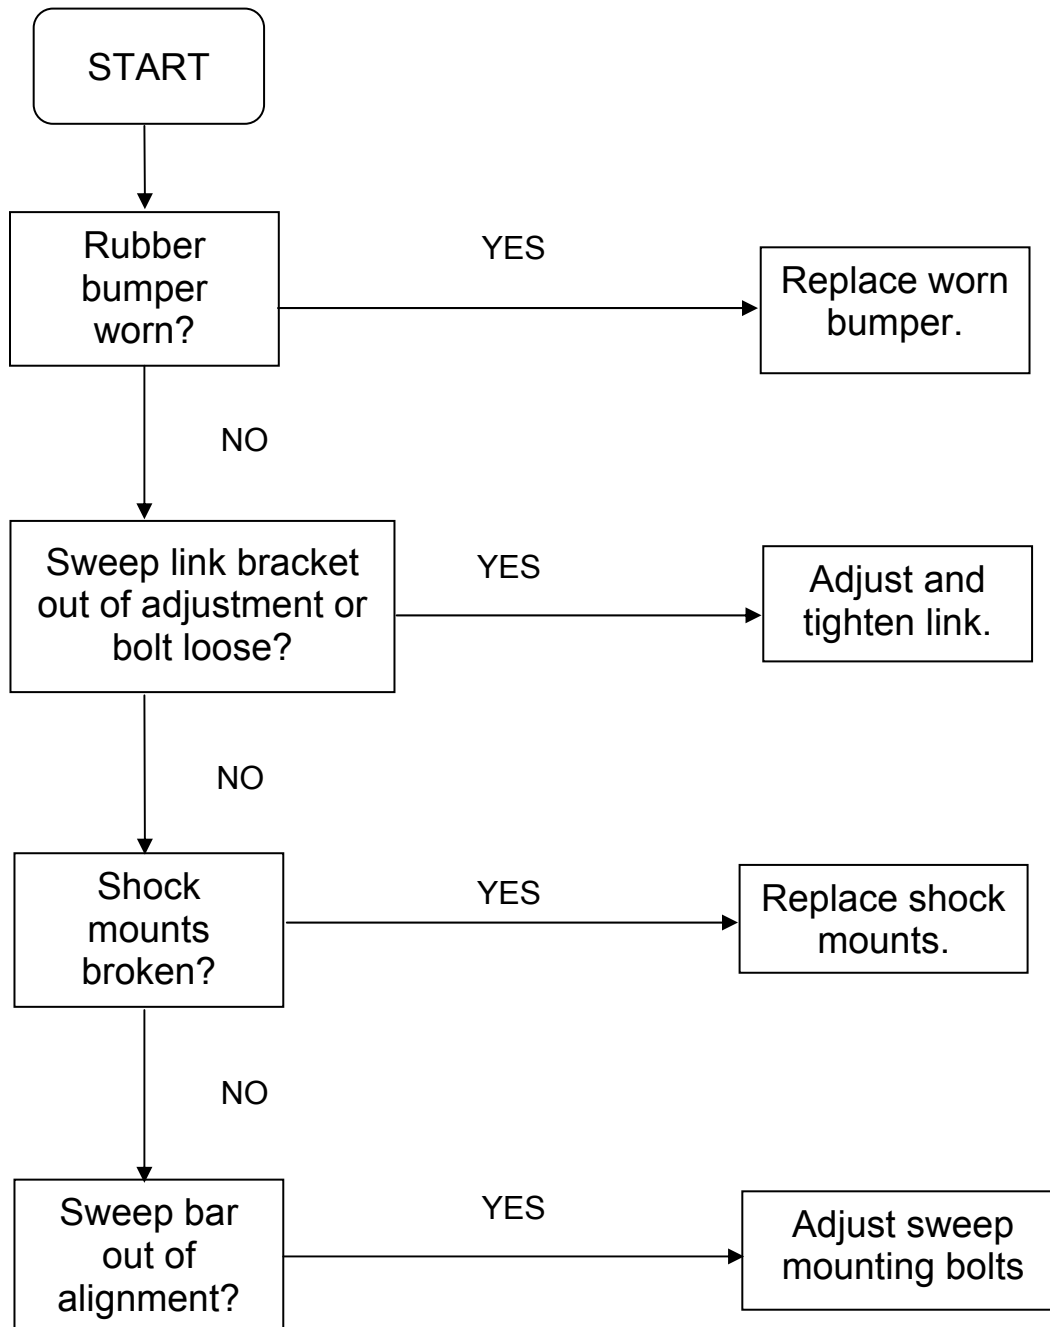 START
Rubber
bumper
worn?
YES
Replace worn
bumper.
NO
Sweep link bracket
out of adjustment or
bolt loose?
YES
Adjust and
tighten link.
NO
Shock
mounts
broken?
YES
Replace shock
mounts.
NO
Sweep bar
out of
alignment?
YES
Adjust sweep
mounting bolts